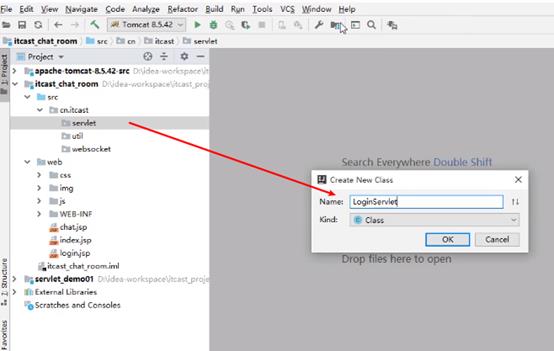 File Edit View Navigate Code Analyze Refactor Build Run Tools VCS Window Help
Tomcat 8.5.42
itcast_chat_room src cn itcast servlet
Project
1: Project
apache-tomcat-8.5.42-src D:\idea-workspace\itcast
itcast_chat_room D:\idea-workspace\itcast_proje
src
cn.itcast
servlet
util
websocket
web
css
img
js
WEB-INF
chat.jsp
index.jsp
login.jsp
itcast_chat_room.iml
servlet_demo01 D:\idea-workspace\itcast_projec
External Libraries
Scratches and Consoles
Z: Structure
Favorites
Search Everywhere Double Shift
Create New Class
Name: LoginServlet
Kind: Class
OK Cancel
Drop files here to open